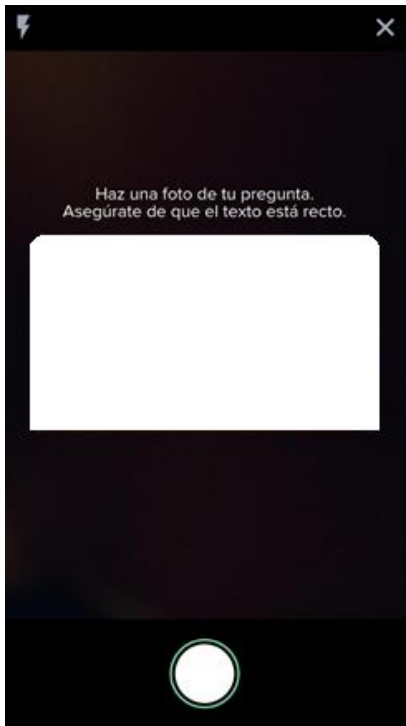 Haz una foto de tu pregunta.
Asegúrate de que el texto está recto.